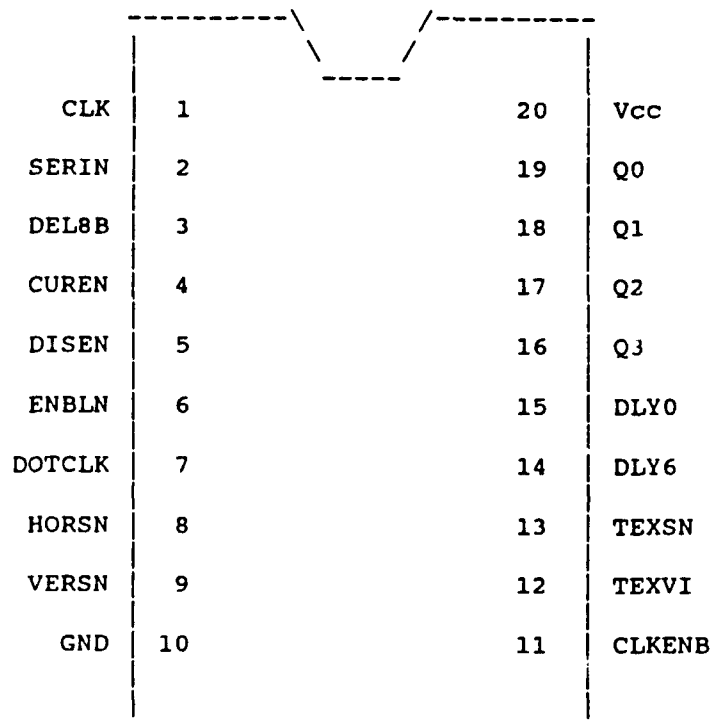 CLK 1 20 Vcc
SERIN 2 19 Q0
DEL8B 3 18 Q1
CUREN 4 17 Q2
DISEN 5 16 Q3
ENBLN 6 15 DLY0
DOTCLK 7 14 DLY6
HORSN 8 13 TEXSN
VERSN 9 12 TEXVI
GND 10 11 CLKENB